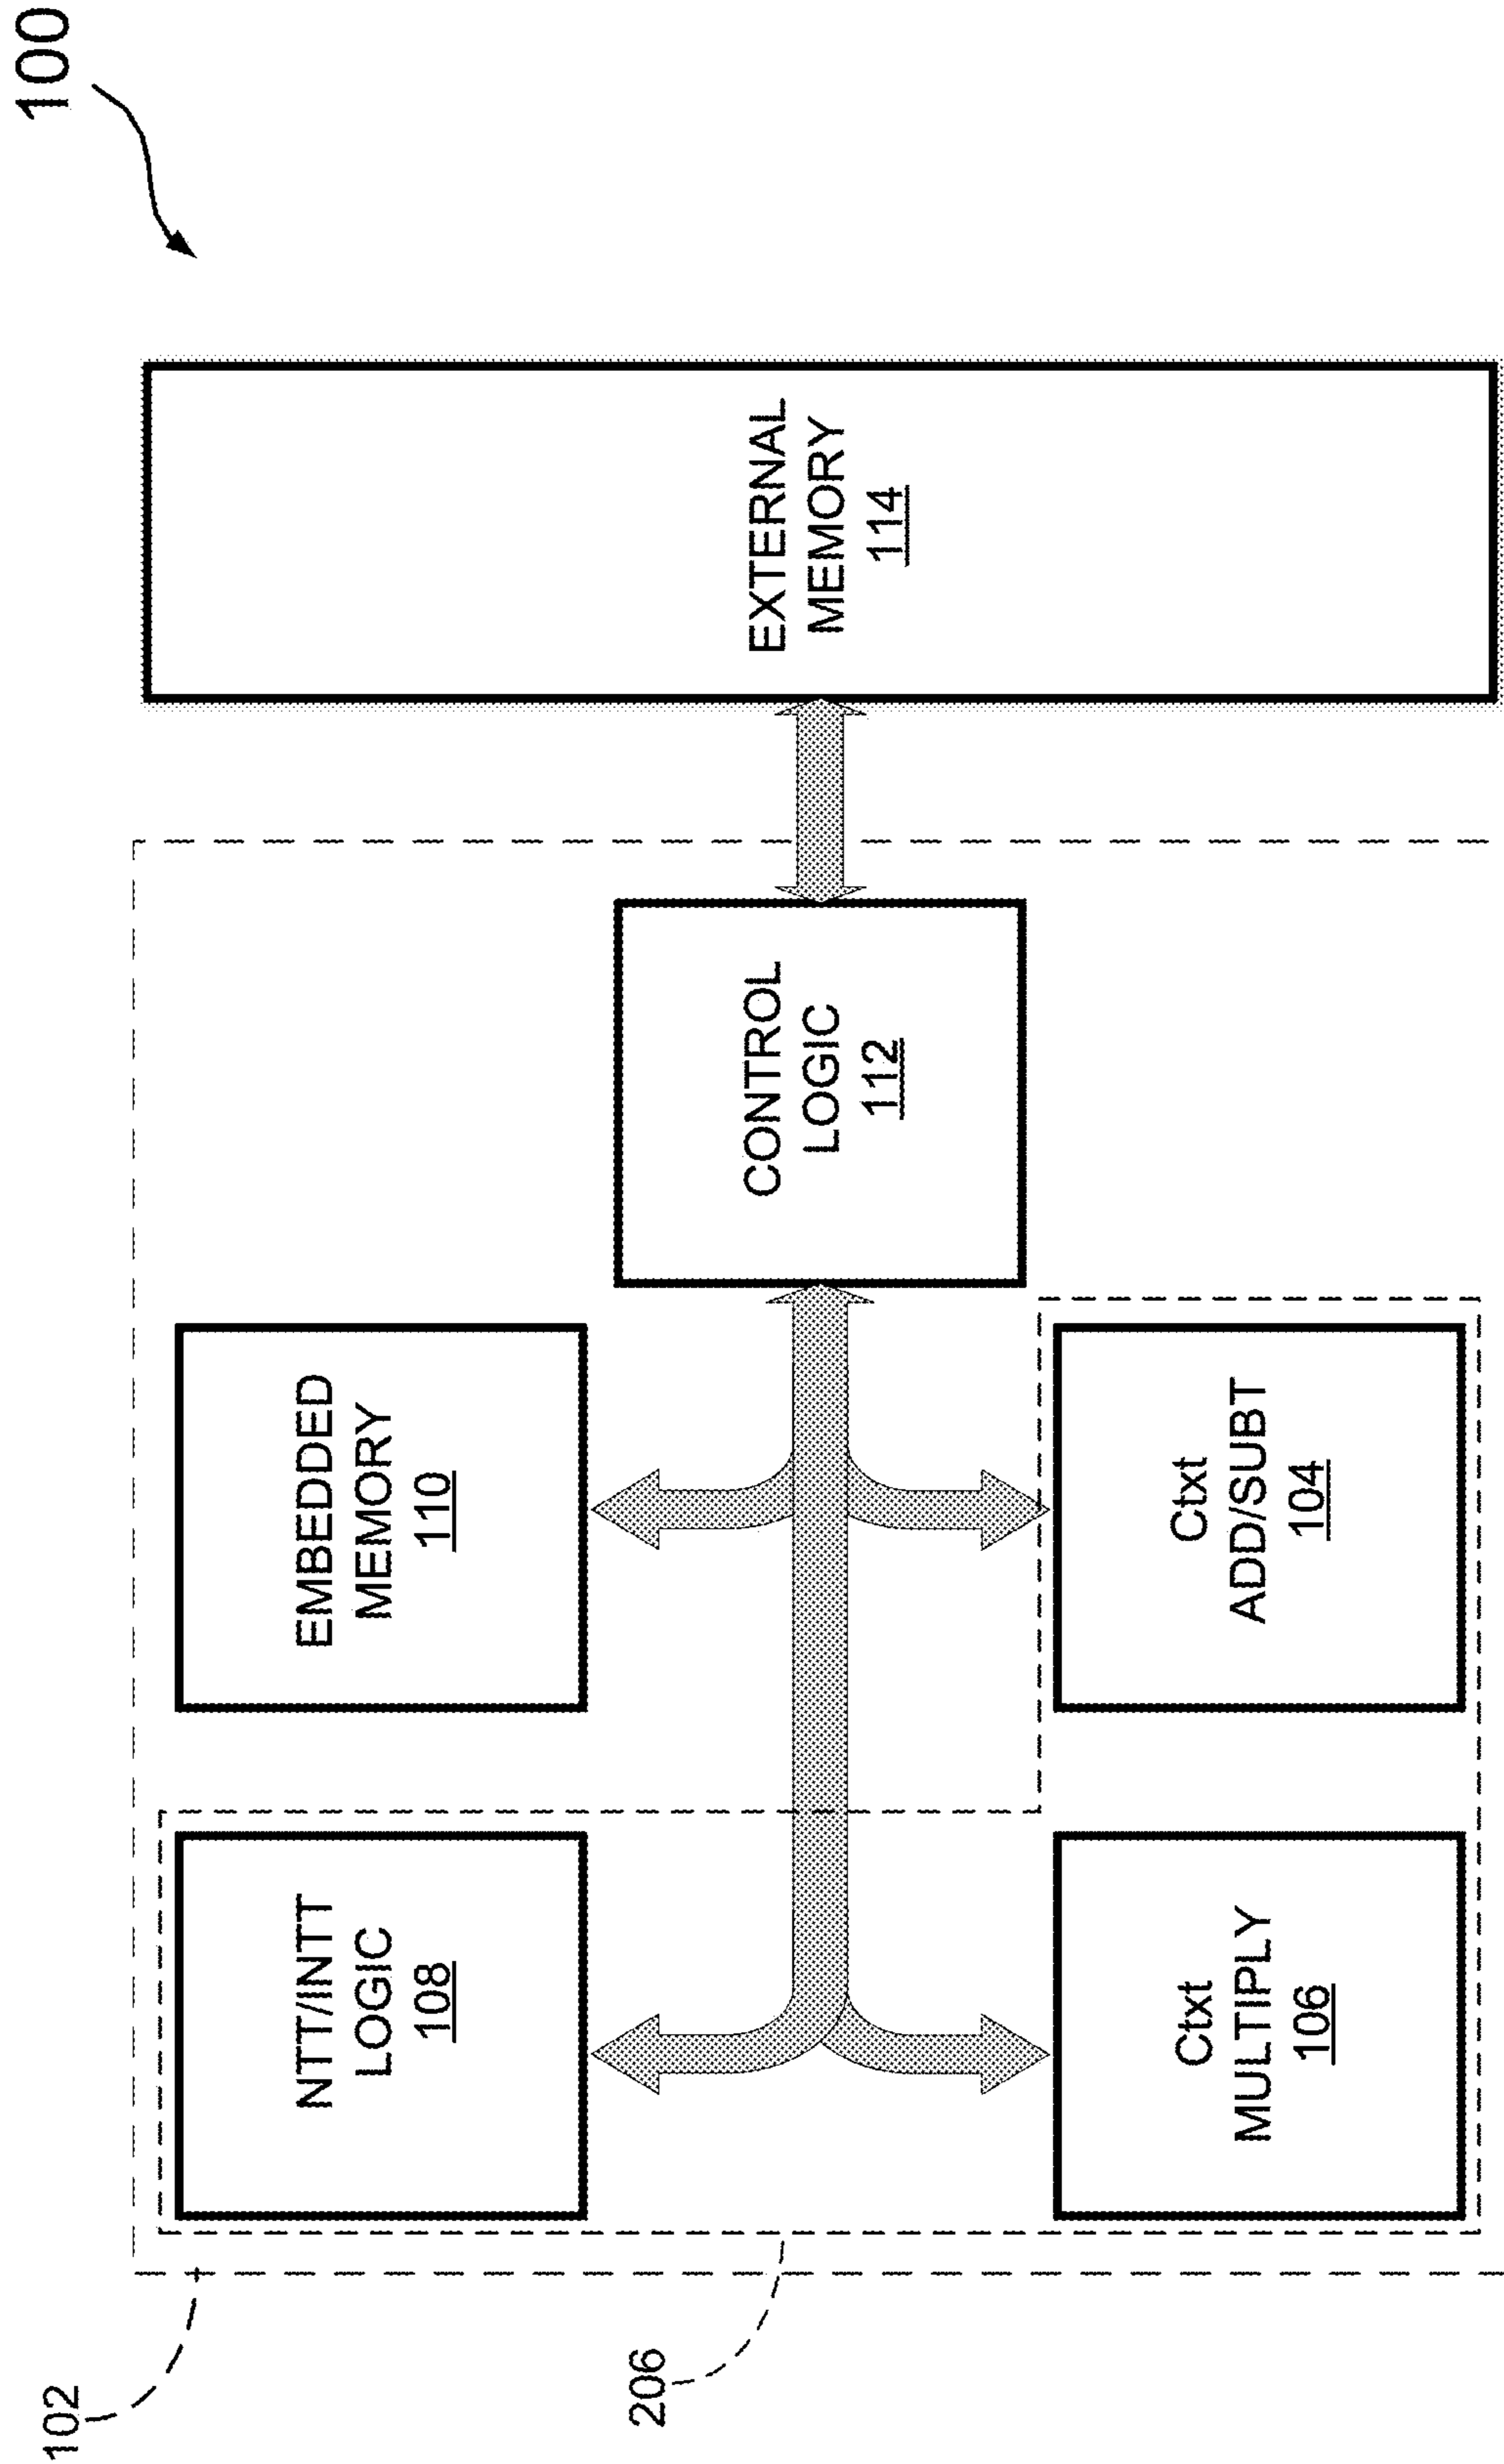 100
102
206
NTT/INTT
LOGIC
108
EMBEDDED
MEMORY
110
CONTROL
LOGIC
112
EXTERNAL
MEMORY
114
Ctxt
MULTIPLY
106
Ctxt
ADD/SUBT
104